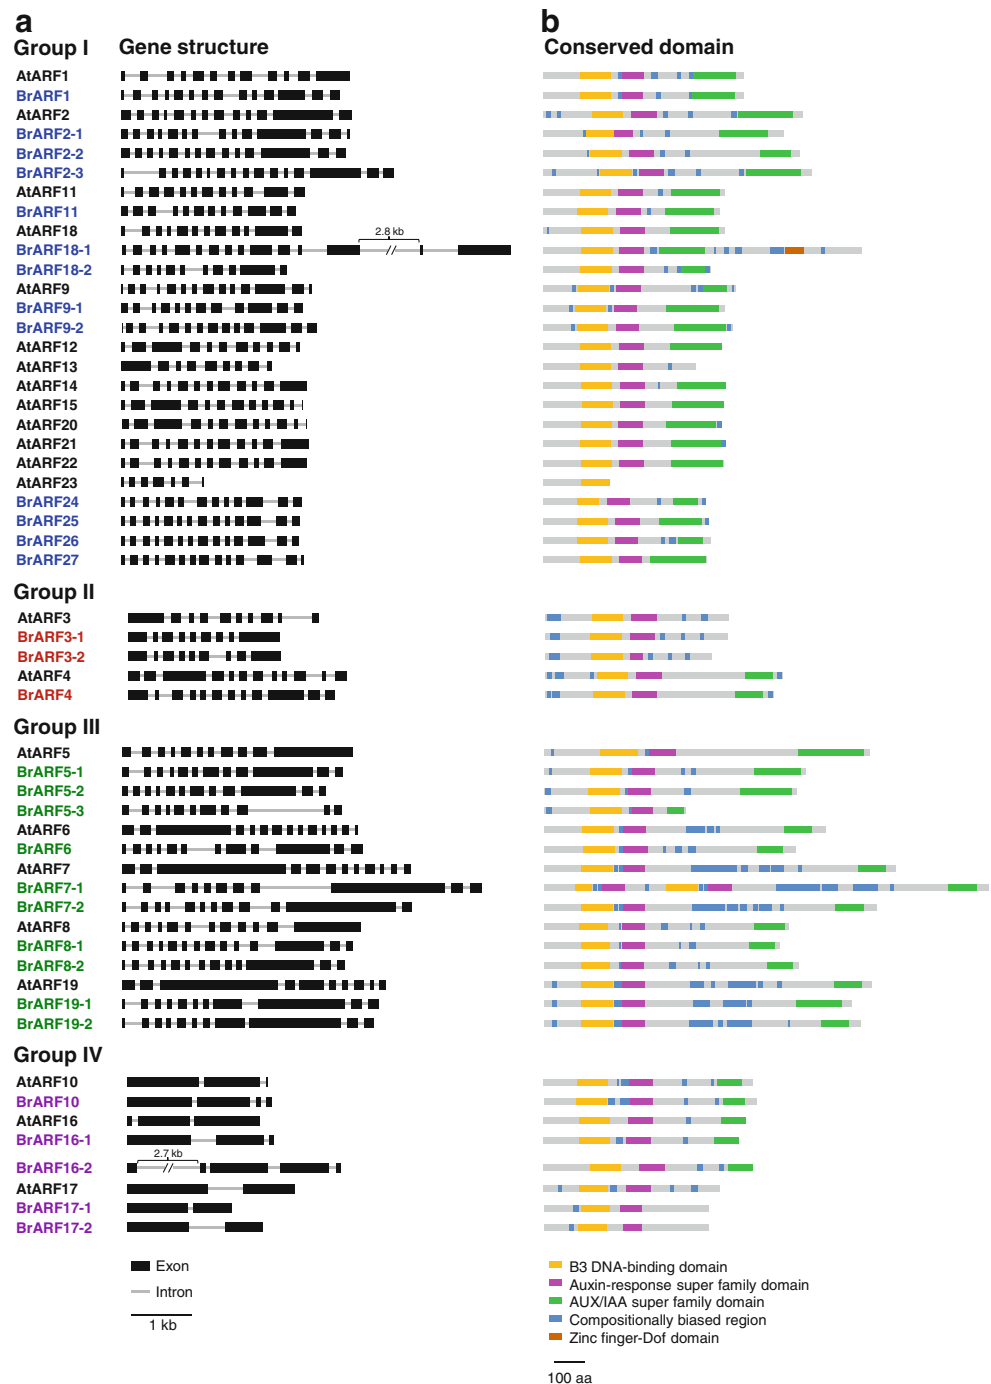 a
b
Group I
Gene structure
Conserved domain
AtARF1
BrARF1
AtARF2
BrARF2-1
BrARF2-2
BrARF2-3
AtARF11
BrARF11
AtARF18
2.8 kb
BrARF18-1
BrARF18-2
AtARF9
BrARF9-1
BrARF9-2
AtARF12
AtARF13
AtARF14
AtARF15
AtARF20
AtARF21
AtARF22
AtARF23
BrARF24
BrARF25
BrARF26
BrARF27
Group II
AtARF3
BrARF3-1
BrARF3-2
AtARF4
BrARF4
Group III
AtARF5
BrARF5-1
BrARF5-2
BrARF5-3
AtARF6
BrARF6
AtARF7
BrARF7-1
BrARF7-2
AtARF8
BrARF8-1
BrARF8-2
AtARF19
BrARF19-1
BrARF19-2
Group IV
AtARF10
BrARF10
AtARF16
BrARF16-1
2.7 kb
BrARF16-2
AtARF17
BrARF17-1
BrARF17-2
Exon
Intron
1 kb
B3 DNA-binding domain
Auxin-response super family domain
AUX/IAA super family domain
Compositionally biased region
Zinc finger-Dof domain
100 aa